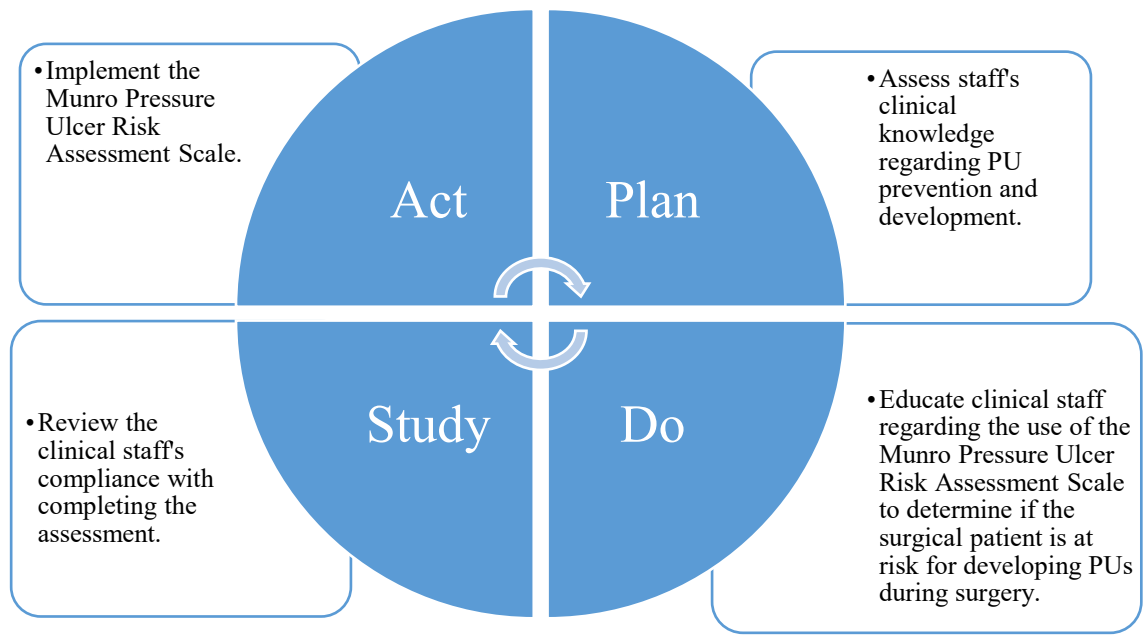 •Implement the
Munro Pressure
Ulcer Risk
Assessment Scale.
Act
Plan
•Assess staff's
clinical
knowledge
regarding PU
prevention and
development.
•Review the
clinical staff's
compliance with
completing the
assessment.
Study
Do
•Educate clinical staff
regarding the use of the
Munro Pressure Ulcer
Risk Assessment Scale
to determine if the
surgical patient is at
risk for developing PUs
during surgery.